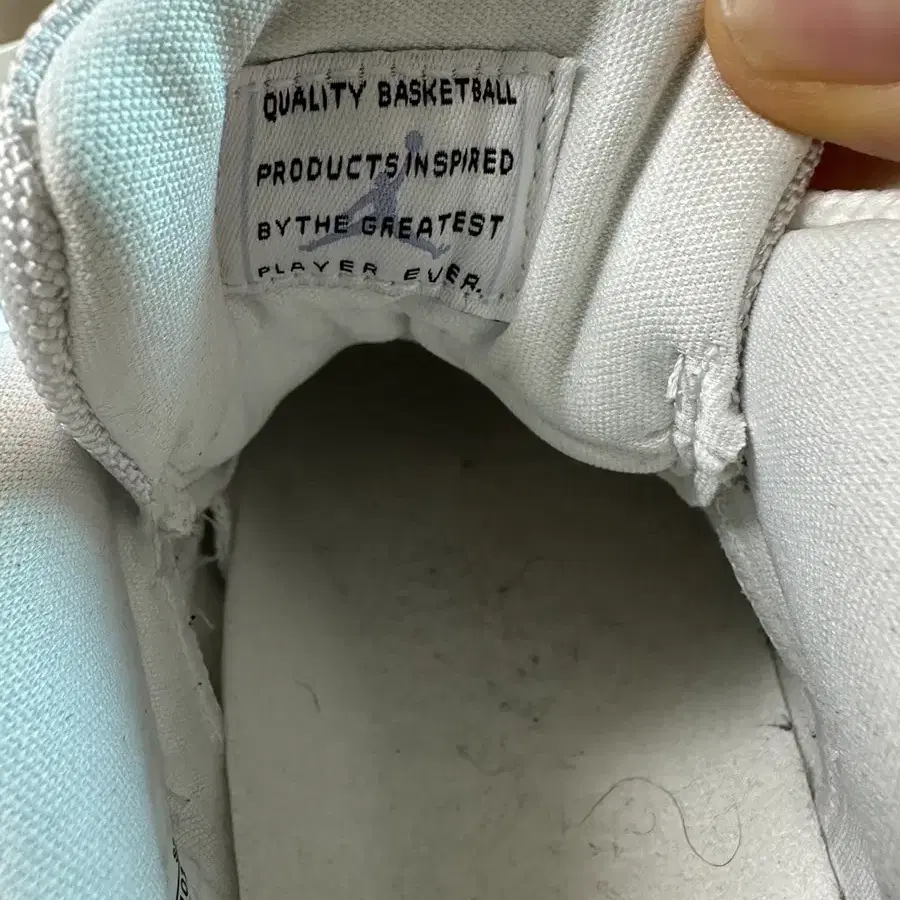 QUALITY BASKETBALL
PRODUCTS INSPIRED
BY THE GREATEST
PLAYER EVER.